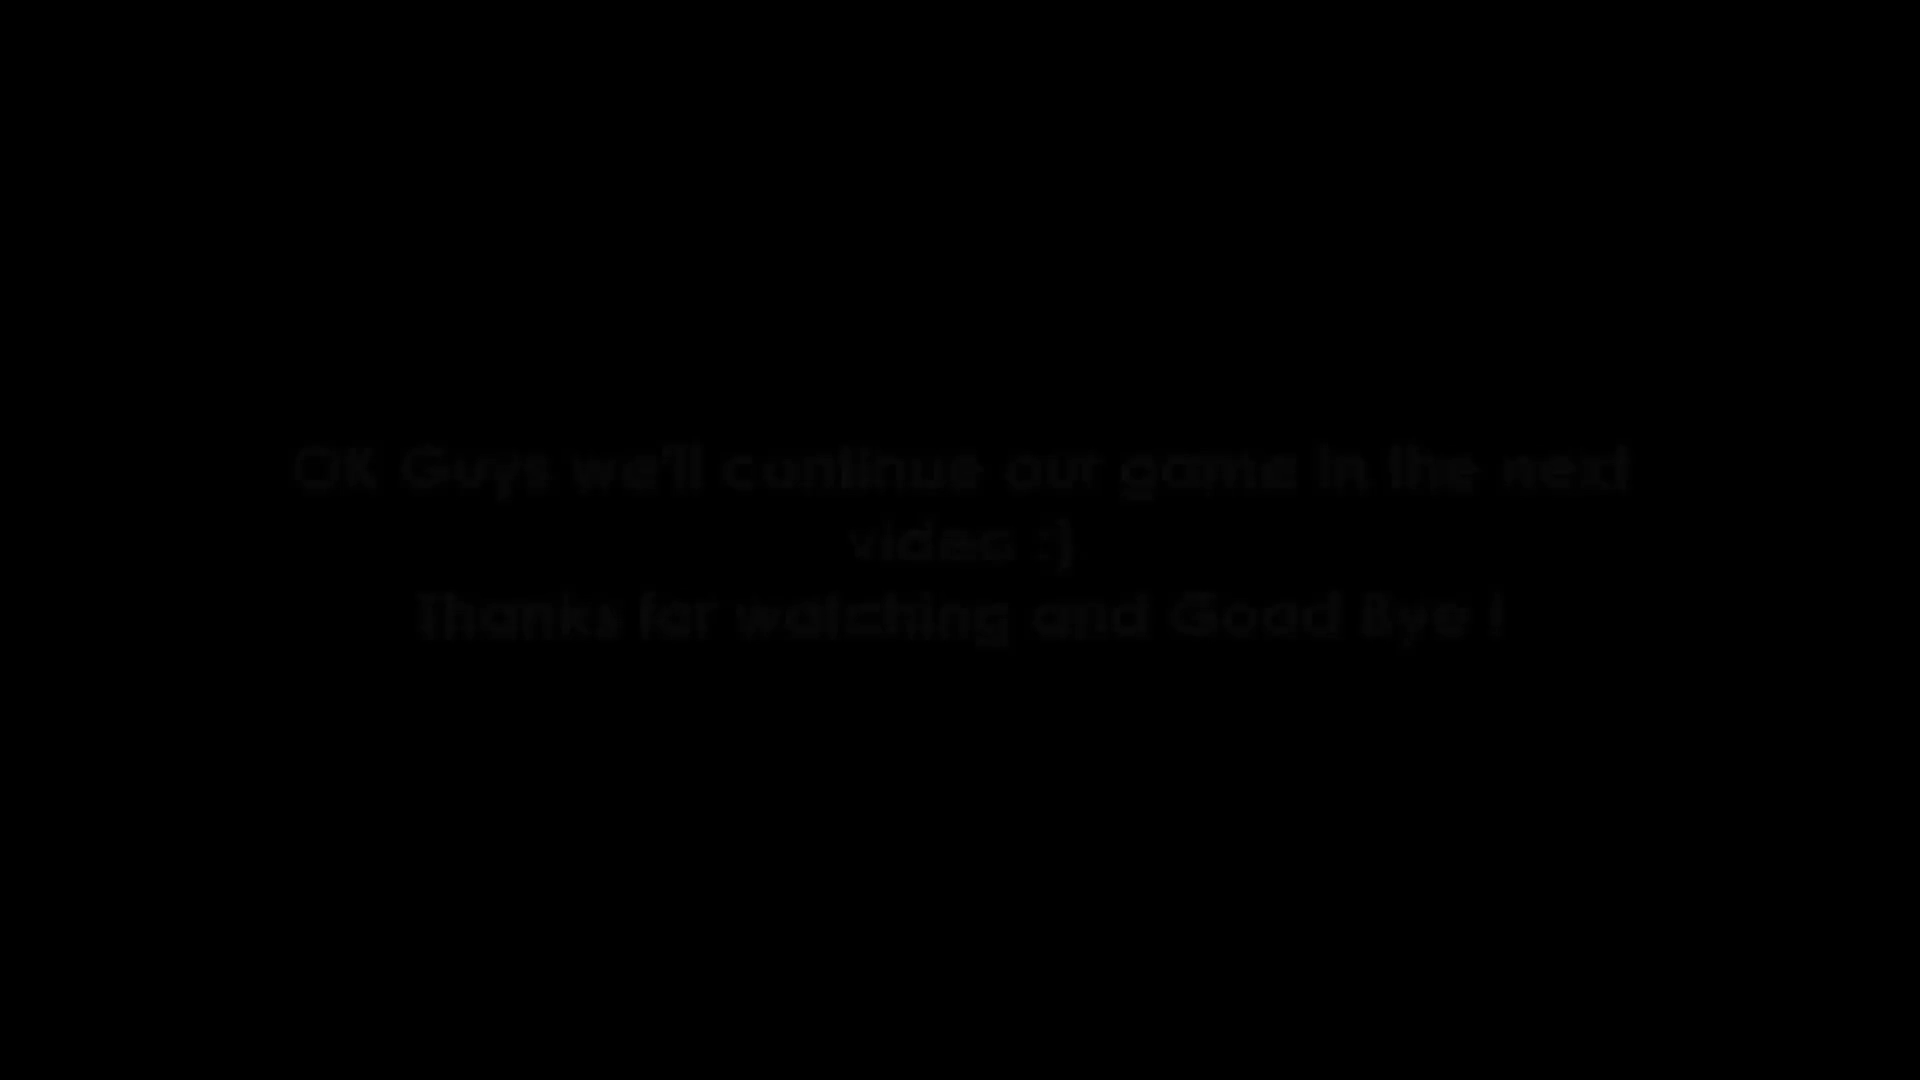 OK Guys we'll continue our game in the next
video :)
Thanks for watching and Good Bye !